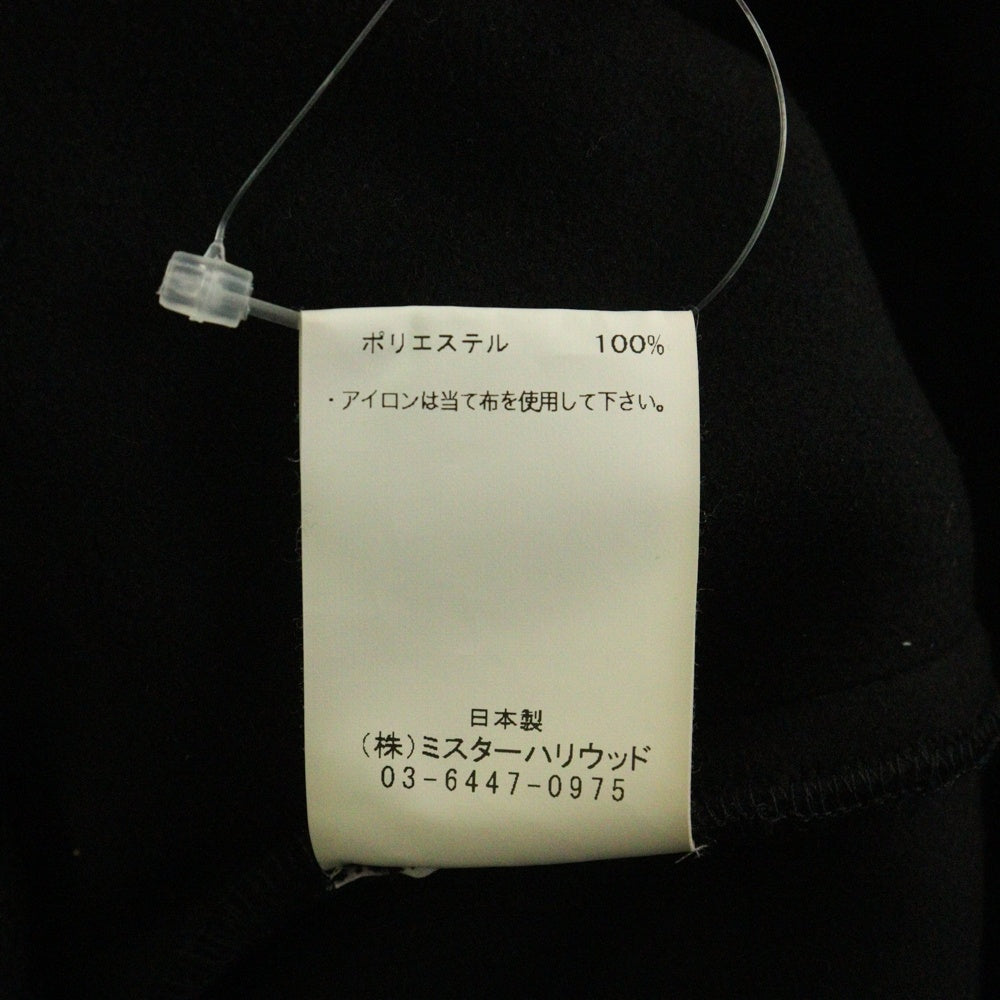 ポリエステル 100%
・アイロンは当て布を使用して下さい。
日本製
(株)ミスターハリウッド
03-6447-0975